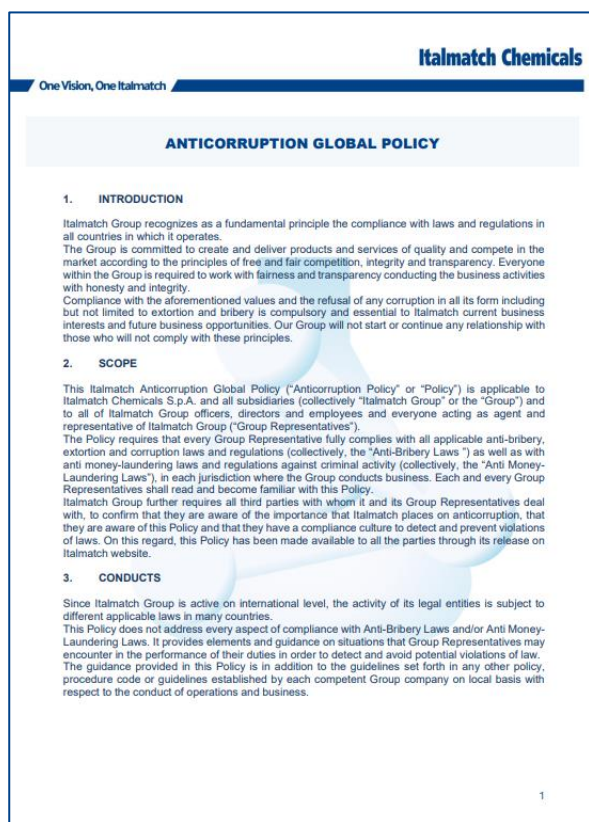 Italmatch Chemicals
One Vision, One Italmatch
ANTICORRUPTION GLOBAL POLICY
1. INTRODUCTION
Italmatch Group recognizes as a fundamental principle the compliance with laws and regulations in
all countries in which it operates.
The Group is committed to create and deliver products and services of quality and compete in the
market according to the principles of free and fair competition, integrity and transparency. Everyone
within the Group is required to work with fairness and transparency conducting the business activities
with honesty and integrity.
Compliance with the aforementioned values and the refusal of any corruption in all its form including
but not limited to extortion and bribery is compulsory and essential to Italmatch current business
interests and future business opportunities. Our Group will not start or continue any relationship with
those who will not comply with these principles.
2. SCOPE
This Italmatch Anticorruption Global Policy (“Anticorruption Policy” or “Policy”) is applicable to
Italmatch Chemicals S.p.A. and all subsidiaries (collectively “Italmatch Group” or the “Group”) and
to all of Italmatch Group officers, directors and employees and everyone acting as agent and
representative of Italmatch Group (“Group Representatives”).
The Policy requires that every Group Representative fully complies with all applicable anti-bribery,
extortion and corruption laws and regulations (collectively, the “Anti-Bribery Laws ”) as well as with
anti money-laundering laws and regulations against criminal activity (collectively, the “Anti Money-
Laundering Laws”), in each jurisdiction where the Group conducts business. Each and every Group
Representatives shall read and become familiar with this Policy.
Italmatch Group further requires all third parties with whom it and its Group Representatives deal
with, to confirm that they are aware of the importance that Italmatch places on anticorruption, that
they are aware of this Policy and that they have a compliance culture to detect and prevent violations
of laws. On this regard, this Policy has been made available to all the parties through its release on
Italmatch website.
3. CONDUCTS
Since Italmatch Group is active on international level, the activity of its legal entities is subject to
different applicable laws in many countries.
This Policy does not address every aspect of compliance with Anti-Bribery Laws and/or Anti Money-
Laundering Laws. It provides elements and guidance on situations that Group Representatives may
encounter in the performance of their duties in order to detect and avoid potential violations of law.
The guidance provided in this Policy is in addition to the guidelines set forth in any other policy,
procedure code or guidelines established by each competent Group company on local basis with
respect to the conduct of operations and business.
1